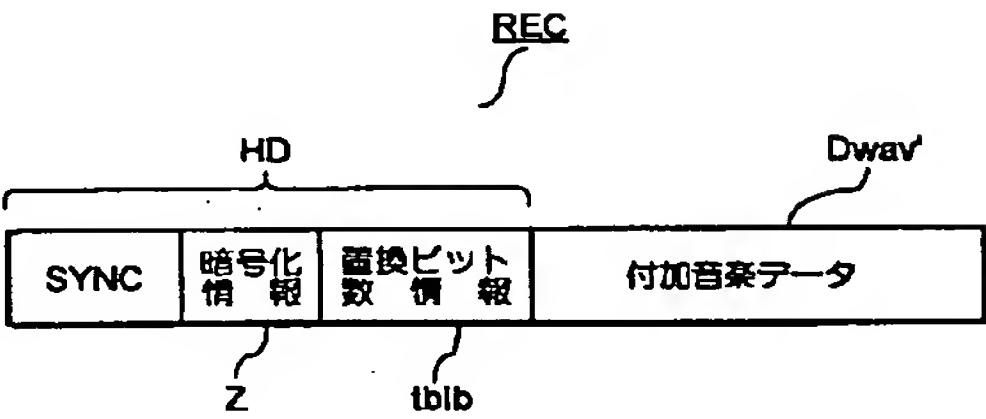 REC
HD
Dwav'
SYNC
暗号化
情報
置換ビット
数情報
付加音楽データ
Z
tblb